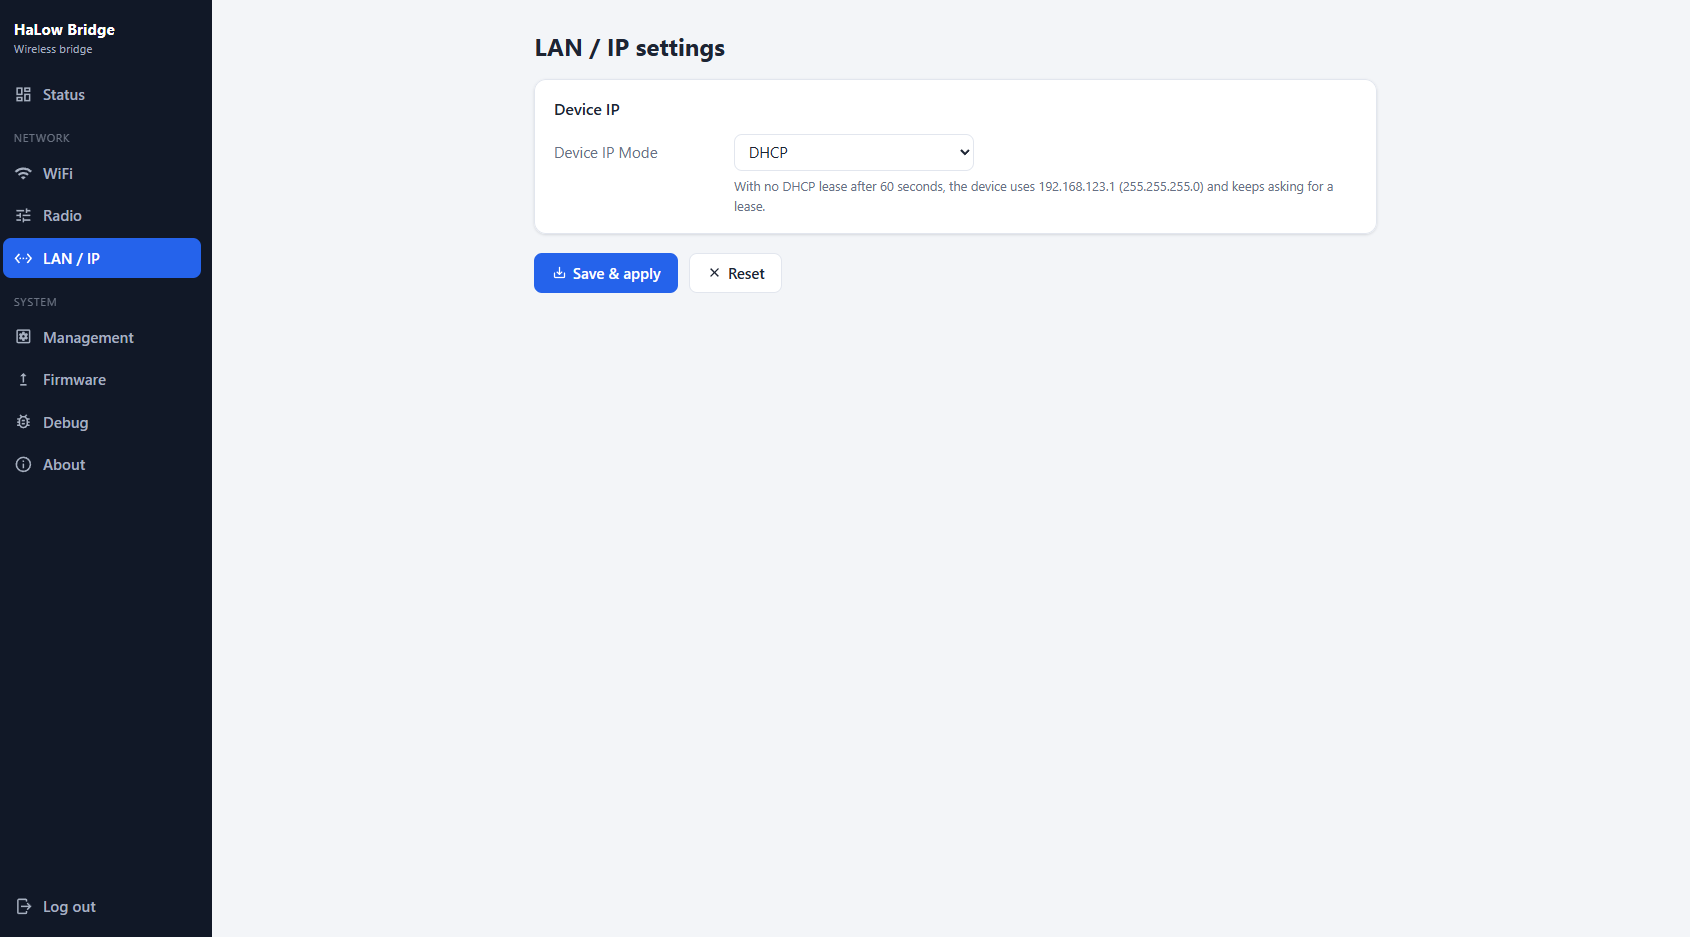 HaLow Bridge
Wireless bridge
Status
NETWORK
WiFi
Radio
LAN / IP
SYSTEM
Management
Firmware
Debug
About
Log out
LAN / IP settings
Device IP
Device IP Mode
DHCP
With no DHCP lease after 60 seconds, the device uses 192.168.123.1 (255.255.255.0) and keeps asking for a
lease.
Save & apply
Reset